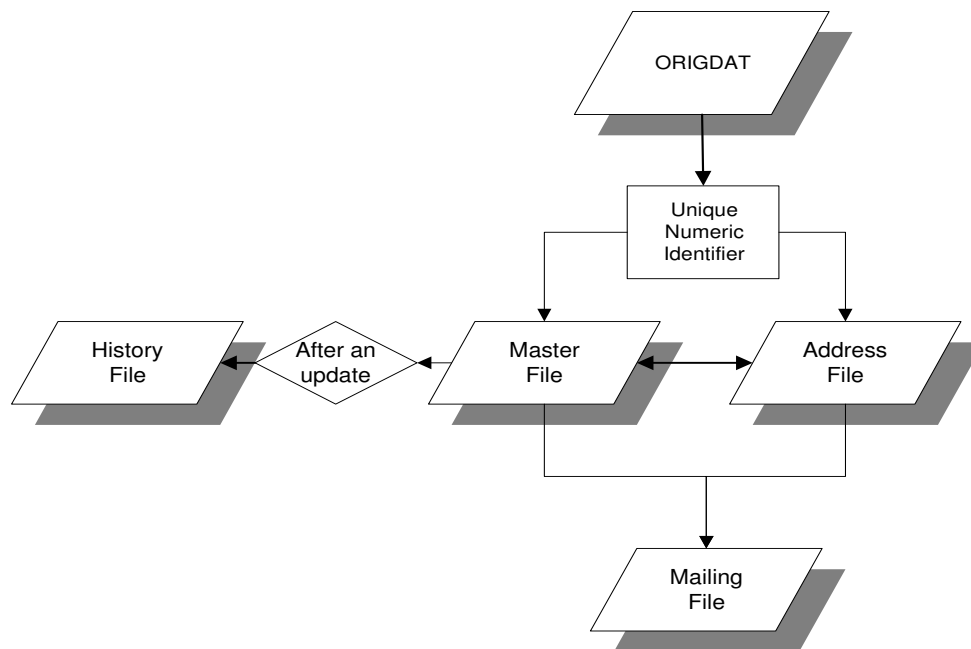 ORIGDAT
Unique
Numeric
Identifier
History
File
After an
update
Master
File
Address
File
Mailing
File